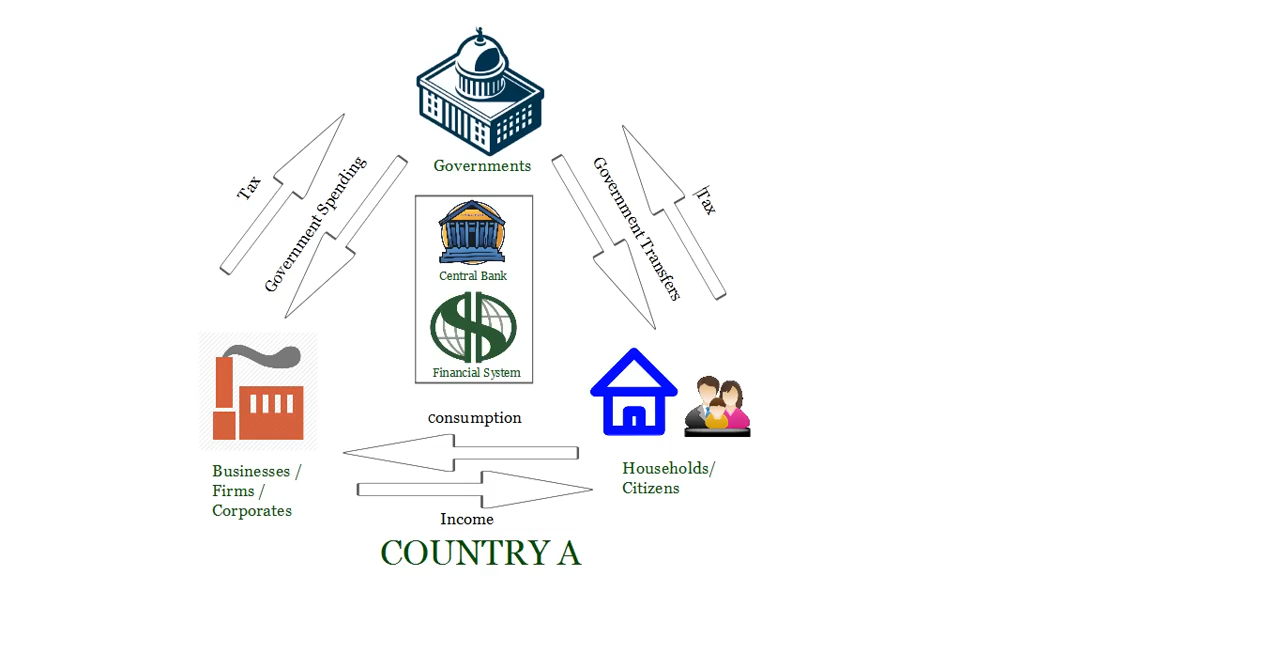 Governments
Tax
Government Spending
Government Transfers
Tax
Central Bank
Financial System
Consumption
Businesses /
Firms /
Corporates
Households/
Citizens
Income
COUNTRY A